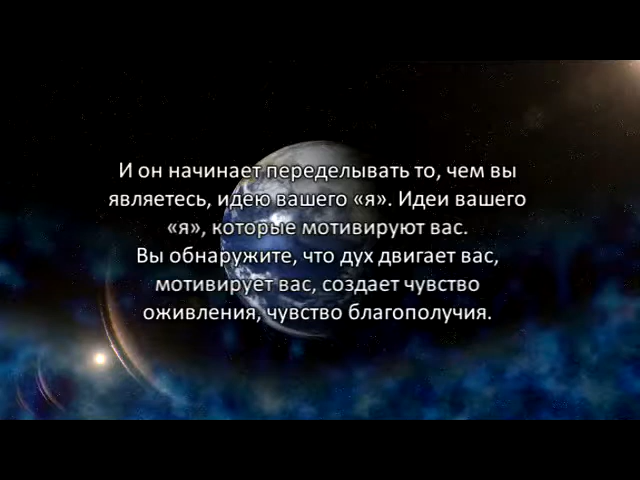 И он начинает переделывать то, чем вы
являетесь, идею вашего «я». Идеи вашего
«я», которые мотивируют вас.
Вы обнаружите, что дух двигает вас,
мотивирует вас, создает чувство
оживления, чувство благополучия.